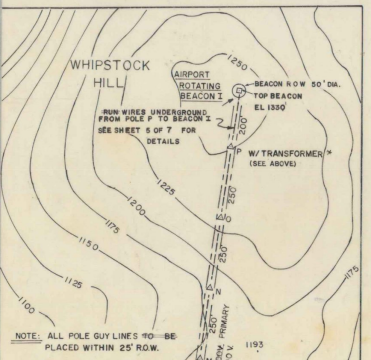 WHIPSTOCK
HILL
1250
AIRPORT
ROTATING
BEACON I
BEACON R O W 50' DIA.
TOP BEACON
EL 1330'
RUN WIRES UNDERGROUND
FROM POLE P TO BEACON I
SEE SHEET 5 OF 7 FOR
DETAILS
200'
P
W/ TRANSFORMER
(SEE ABOVE)
250'
1225
O
1200
250'
1175
1175
1150
1125
N
1100
250'
PRIMARY
O V.
1193
NOTE: ALL POLE GUY LINES TO BE
PLACED WITHIN 25' R.O.W.